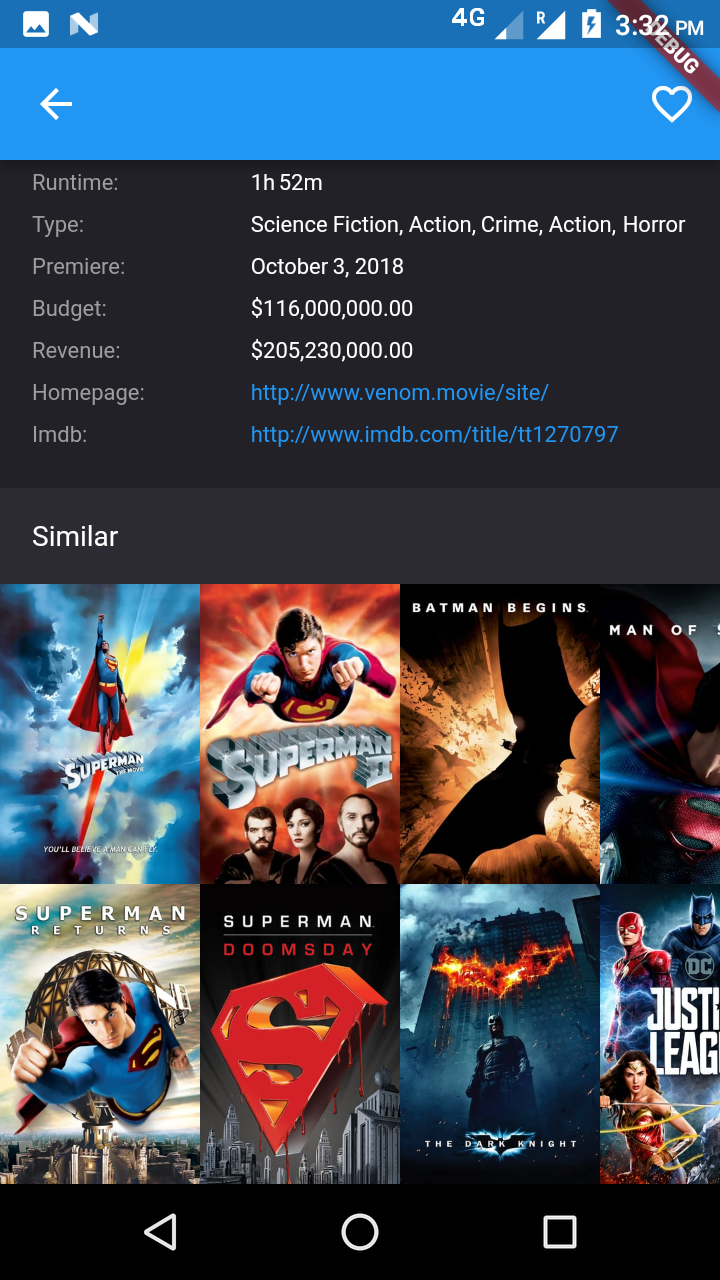 4G R 3:32 PM
DEBUG
Runtime: 1h 52m
Type: Science Fiction, Action, Crime, Action, Horror
Premiere: October 3, 2018
Budget: $116,000,000.00
Revenue: $205,230,000.00
Homepage: http://www.venom.movie/site/
Imdb: http://www.imdb.com/title/tt1270797
Similar
SUPERMAN
THE MOVIE
YOU'LL BELIEVE A MAN CAN FLY.
SUPERMAN
II
BATMAN BEGINS
MAN OF S
SUPERMAN
RETURNS
SUPERMAN
DOOMSDAY
THE DARK KNIGHT
DC
JUSTI
LEAG